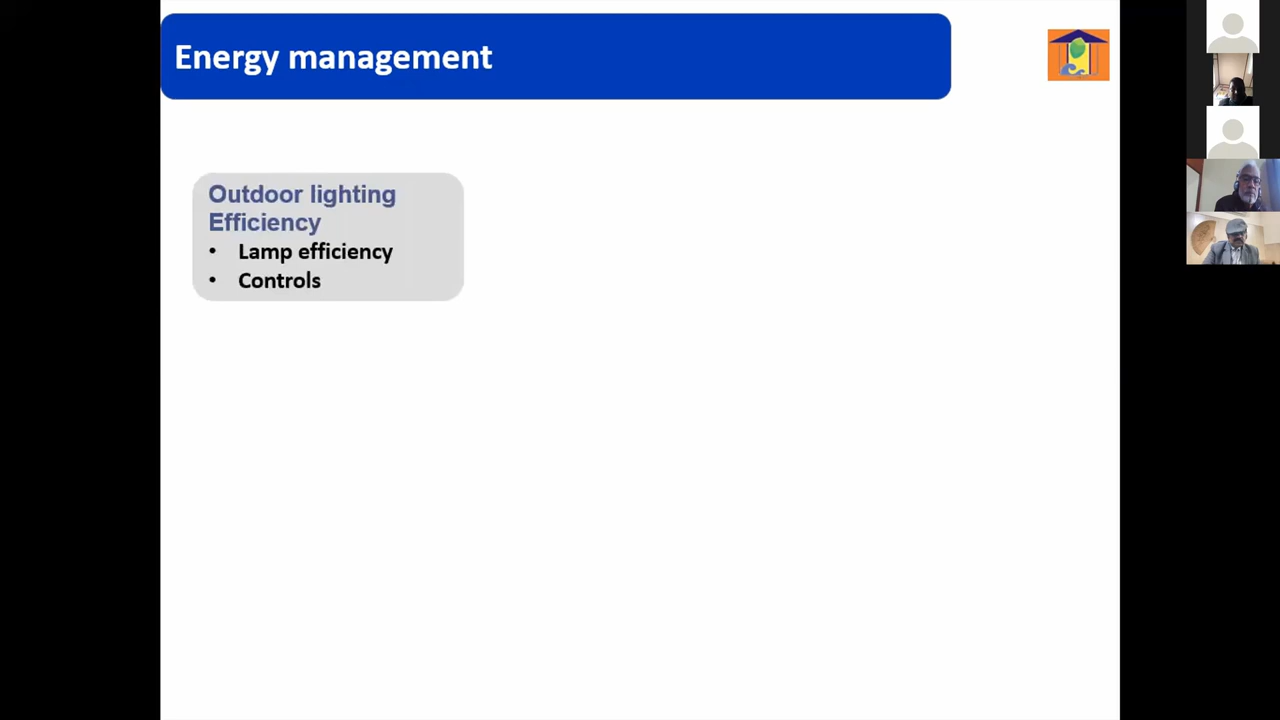 Energy management
Outdoor lighting
Efficiency
• Lamp efficiency
• Controls